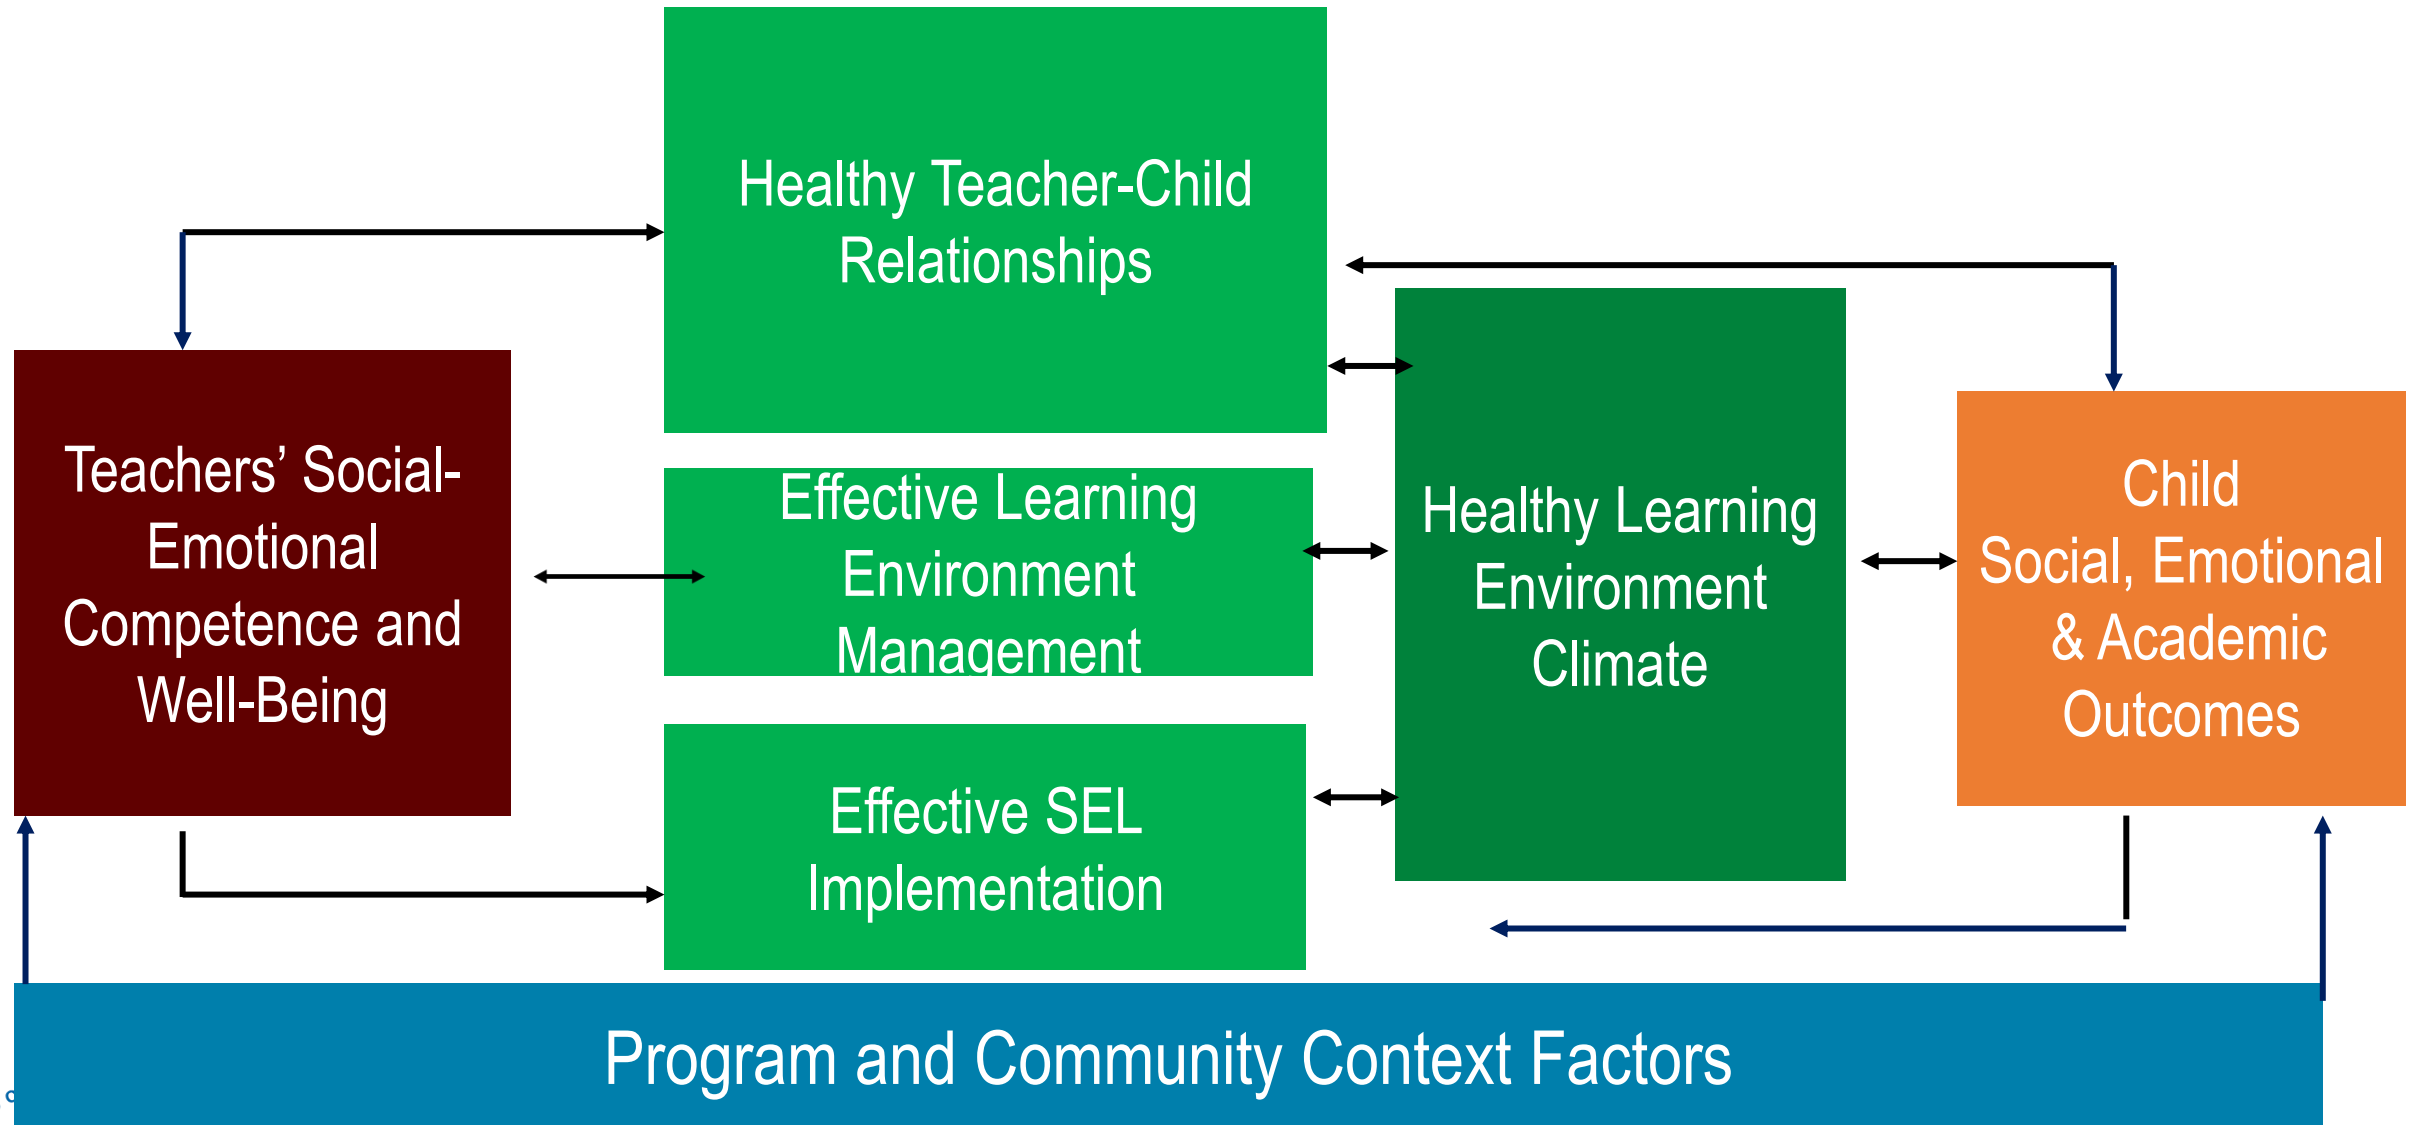 Healthy Teacher-Child
Relationships
Teachers’ Social-
Emotional
Competence and
Well-Being
Effective Learning
Environment
Management
Effective SEL
Implementation
Healthy Learning
Environment
Climate
Child
Social, Emotional
& Academic
Outcomes
Program and Community Context Factors